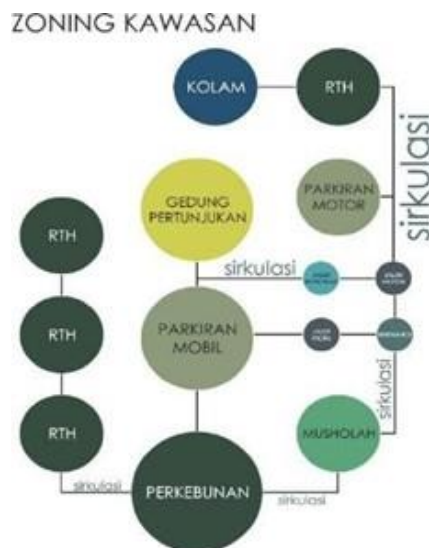 ZONING KAWASAN
KOLAM
RTH
sirkulasi
GEDUNG
PERTUNJUKAN
PARKIRAN
MOTOR
RTH
sirkulasi
RTH
PARKIRAN
MOBIL
sirkulasi
RTH
MUSHOLAH
sirkulasi
PERKEBUNAN
sirkulasi